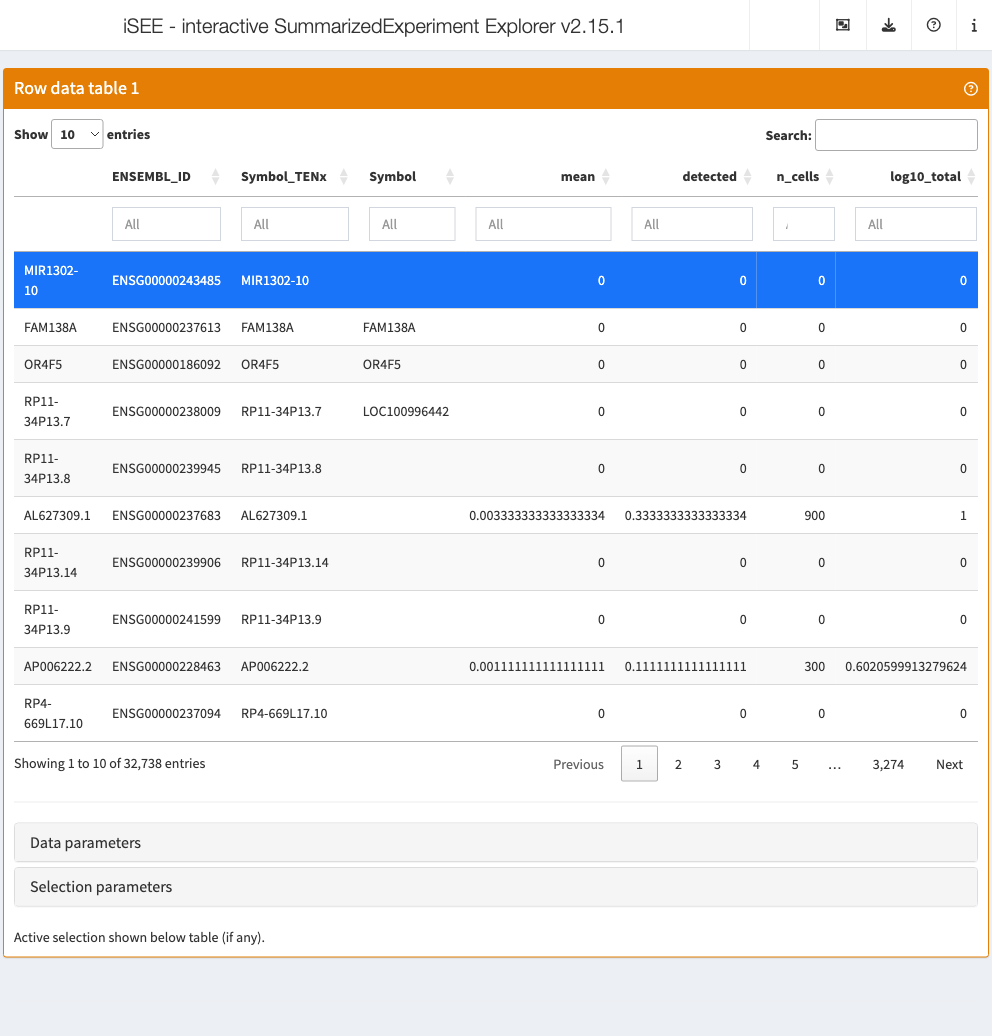 iSEE - interactive SummarizedExperiment Explorer v2.15.1
Row data table 1
Show 10 entries Search:
ENSEMBL_ID Symbol_TENx Symbol mean detected n_cells log10_total
All All All All All All
MIR1302-
10 ENSG00000243485 MIR1302-10 0 0 0 0
FAM138A ENSG00000237613 FAM138A FAM138A 0 0 0 0
OR4F5 ENSG00000186092 OR4F5 OR4F5 0 0 0 0
RP11-
34P13.7 ENSG00000238009 RP11-34P13.7 LOC100996442 0 0 0 0
RP11-
34P13.8 ENSG00000239945 RP11-34P13.8 0 0 0 0
AL627309.1 ENSG00000237683 AL627309.1 0.003333333333333334 0.3333333333333334 900 1
RP11-
34P13.14 ENSG00000239906 RP11-34P13.14 0 0 0 0
RP11-
34P13.9 ENSG00000241599 RP11-34P13.9 0 0 0 0
AP006222.2 ENSG00000228463 AP006222.2 0.001111111111111111 0.1111111111111111 300 0.6020599913279624
RP4-
669L17.10 ENSG00000237094 RP4-669L17.10 0 0 0 0
Showing 1 to 10 of 32,738 entries Previous 1 2 3 4 5 … 3,274 Next
Data parameters
Selection parameters
Active selection shown below table (if any).